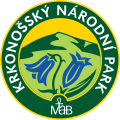 KRKONOŠSKÝ NÁRODNÍ PARK
MAB